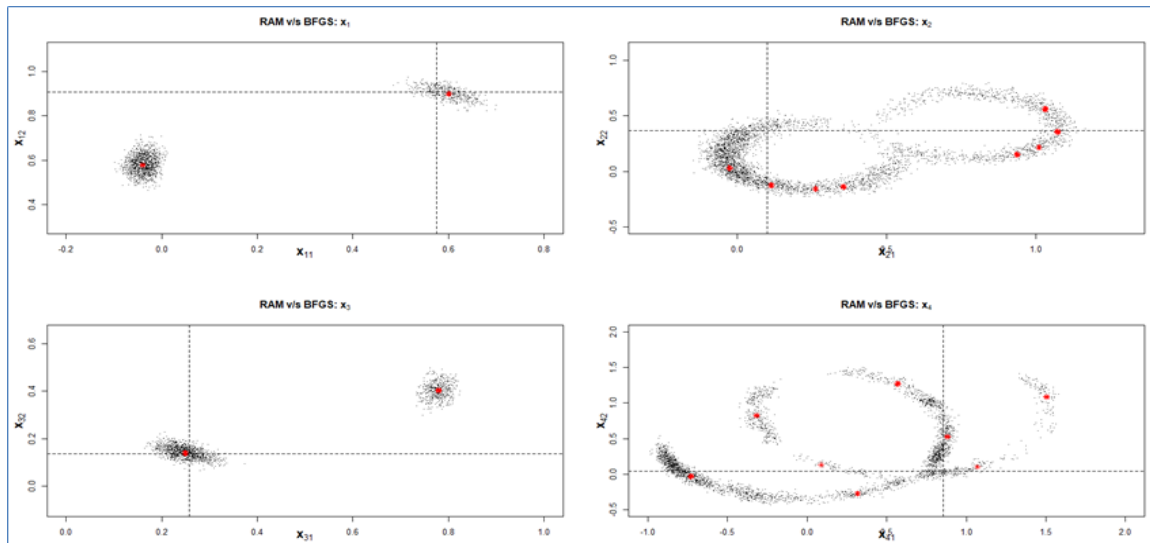 RAM v/s BFGS: x1
x12
0.4 0.6 0.8 1.0
-0.2 0.0 0.2 0.4 0.6 0.8
x11
RAM v/s BFGS: x2
x22
-0.5 0.0 0.5 1.0
0.0 0.5 1.0
x21
RAM v/s BFGS: x3
x32
0.0 0.2 0.4 0.6
0.0 0.2 0.4 0.6 0.8 1.0
x31
RAM v/s BFGS: x4
x42
-0.5 0.0 0.5 1.0 1.5 2.0
-1.0 -0.5 0.0 0.5 1.0 1.5 2.0
x41